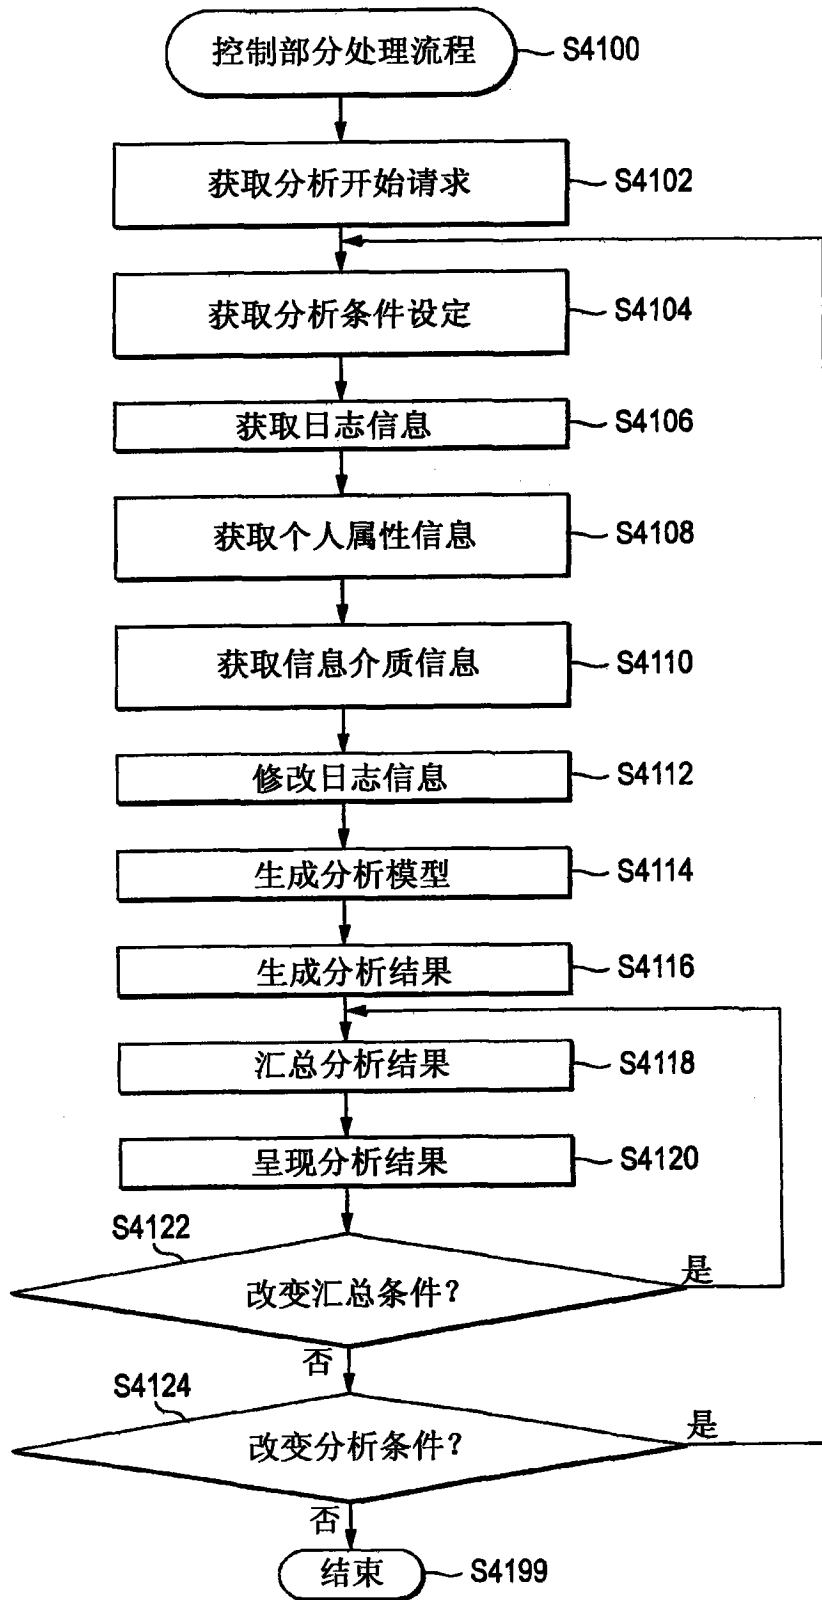 控制部分处理流程
S4100
获取分析开始请求
S4102
获取分析条件设定
S4104
获取日志信息
S4106
获取个人属性信息
S4108
获取信息介质信息
S4110
修改日志信息
S4112
生成分析模型
S4114
生成分析结果
S4116
汇总分析结果
S4118
呈现分析结果
S4120
S4122
改变汇总条件?
是
否
S4124
改变分析条件?
是
否
结束
S4199